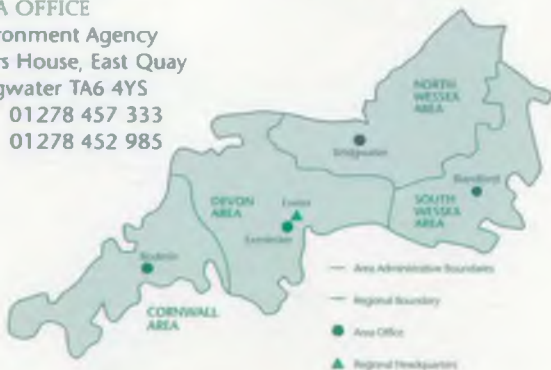 A OFFICE
ronment Agency
rs House, East Quay
gwater TA6 4YS
01278 457 333
01278 452 985
NORTH
WESSEX
AREA
Bridgwater
Blandford
DEVON
AREA
Exeter
SOUTH
WESSEX
AREA
Exminster
Bodmin
CORNWALL
AREA
Area Administrative Boundaries
Regional Boundary
Area Office
Regional Headquarters